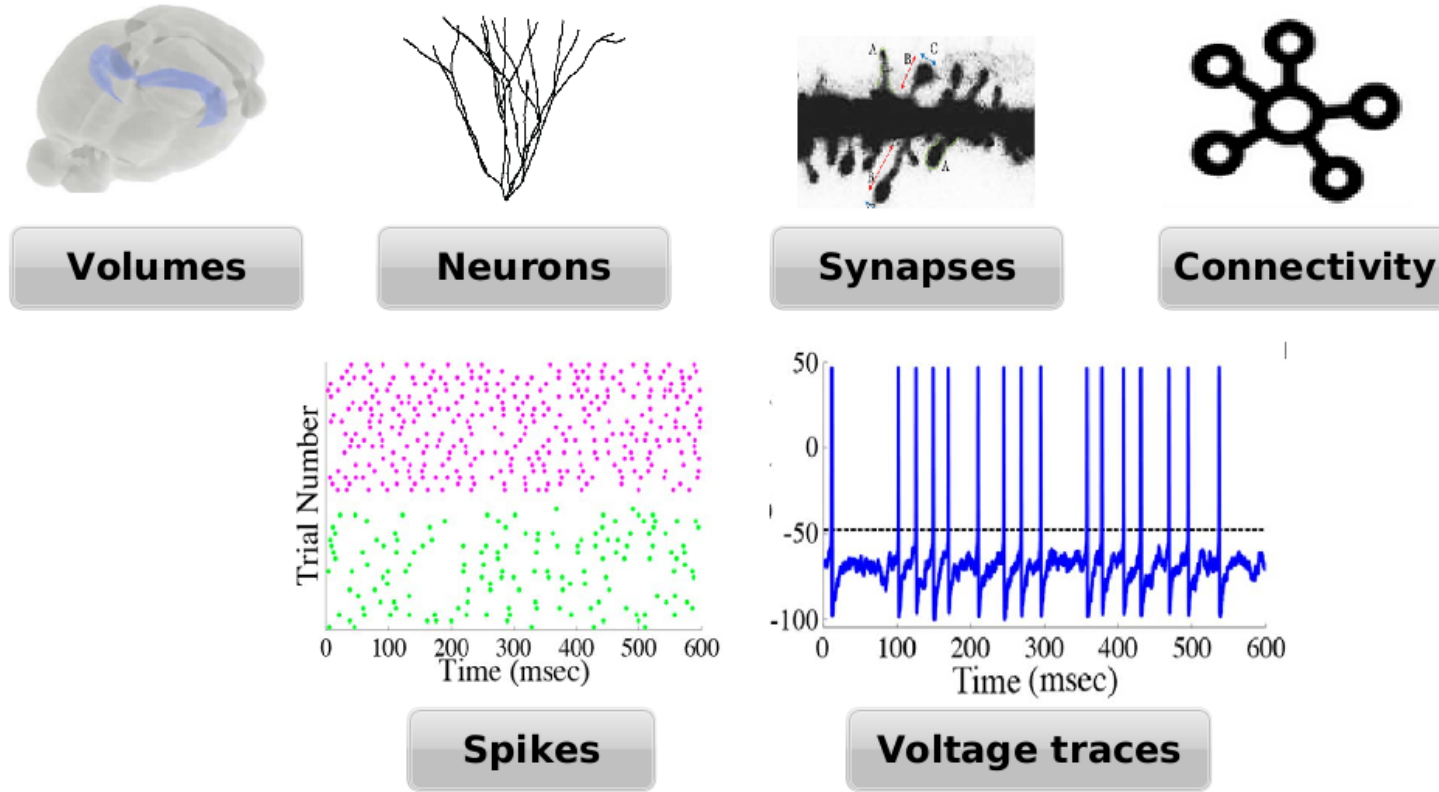 A
B
C
A
Volumes
Neurons
Synapses
Connectivity
Trial Number
0 100 200 300 400 500 600
Time (msec)
50
0
-50
-100
0 100 200 300 400 500 600
Time (msec)
Spikes
Voltage traces